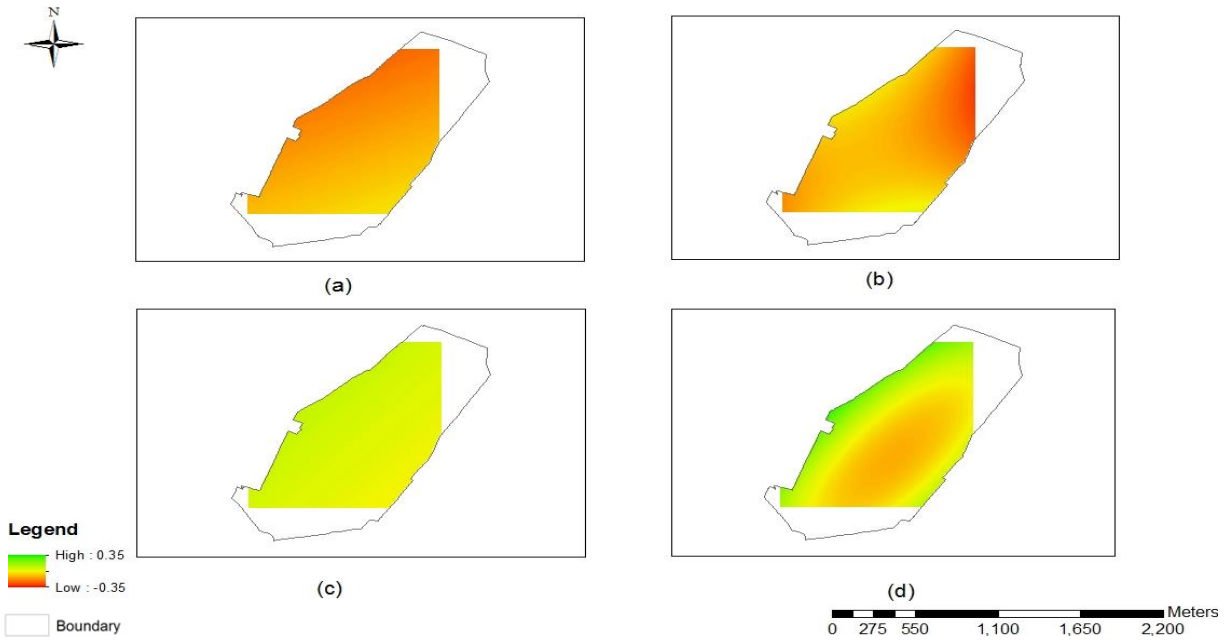 N
(a)
(b)
(c)
(d)
Legend
High : 0.35
Low : -0.35
Boundary
Meters
0 275 550 1,100 1,650 2,200